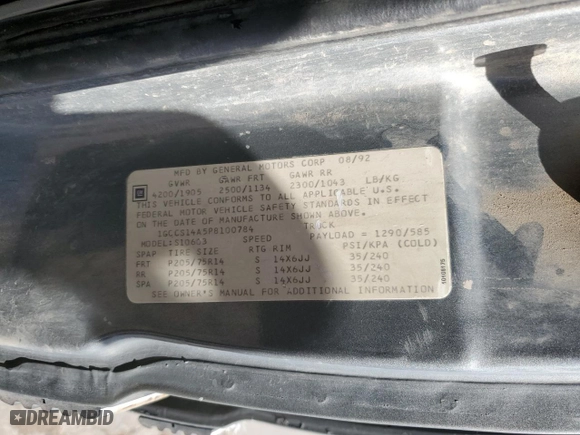 MFD BY GENERAL MOTORS CORP 08/92
GVWR GAWR FRT GAWR RR
4200/1905 2500/1134 2300/1043 LB/KG
THIS VEHICLE CONFORMS TO ALL APPLICABLE U.S.
FEDERAL MOTOR VEHICLE SAFETY STANDARDS IN EFFECT
ON THE DATE OF MANUFACTURE SHOWN ABOVE.
1GCCS14A5P8100784 TRUCK
MODEL:S10653 PAYLOAD = 1290/585
SPEED
SPAP TIRE SIZE RTG RIM PSI/KPA (COLD)
FRT P205/75R14 S 14X6JJ 35/240
RR P205/75R14 S 14X6JJ 35/240
SPA P205/75R14 S 14X6JJ 35/240
SEE OWNER'S MANUAL FOR ADDITIONAL INFORMATION
GM
DREAMBID